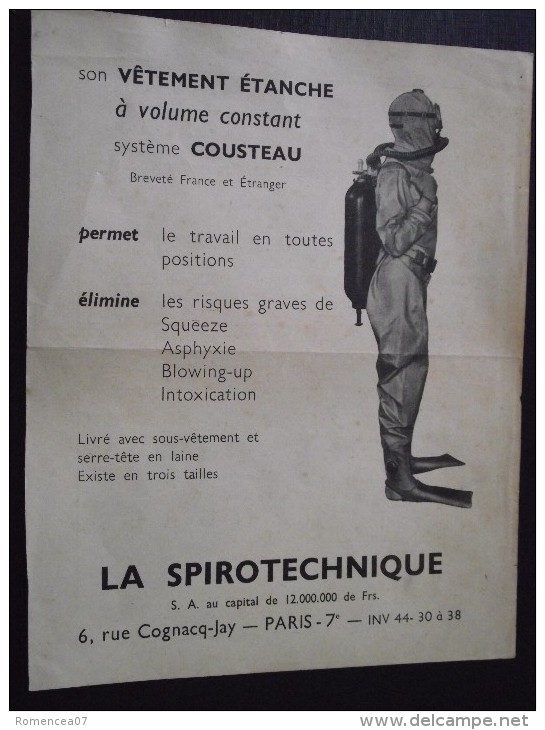 son VÊTEMENT ÉTANCHE
à volume constant
système COUSTEAU
Breveté France et Étranger
permet le travail en toutes
positions
élimine les risques graves de
Squëeze
Asphyxie
Blowing-up
Intoxication
Livré avec sous-vêtement et
serre-tête en laine
Existe en trois tailles
LA SPIROTECHNIQUE
S. A. au capital de 12.000.000 de Frs.
6, rue Cognacq-Jay — PARIS - 7e — INV 44-30 à 38
Romencea07
www.delcampe.net